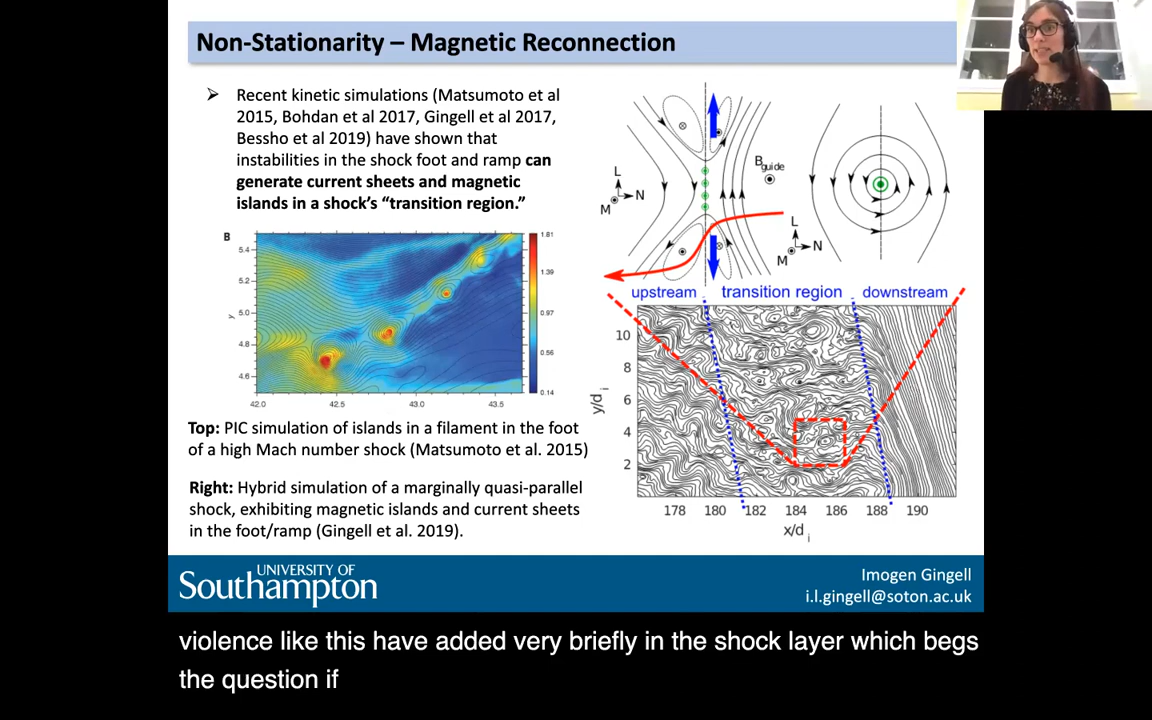 Non-Stationarity – Magnetic Reconnection
➢ Recent kinetic simulations (Matsumoto et al
2015, Bohdan et al 2017, Gingell et al 2017,
Bessho et al 2019) have shown that
instabilities in the shock foot and ramp can
generate current sheets and magnetic
islands in a shock's "transition region."
B
5.4
5.2
5.0
4.8
4.6
y
42.0 42.5 43.0 43.5
1.81
1.39
0.97
0.56
0.14
Top: PIC simulation of islands in a filament in the foot
of a high Mach number shock (Matsumoto et al. 2015)
Right: Hybrid simulation of a marginally quasi-parallel
shock, exhibiting magnetic islands and current sheets
in the foot/ramp (Gingell et al. 2019).
L
N
M
Bguide
L
N
M
upstream transition region downstream
10
8
6
4
2
y/di
178 180 182 184 186 188 190
x/di
UNIVERSITY OF
Southampton
Imogen Gingell
i.l.gingell@soton.ac.uk
violence like this have added very briefly in the shock layer which begs
the question if